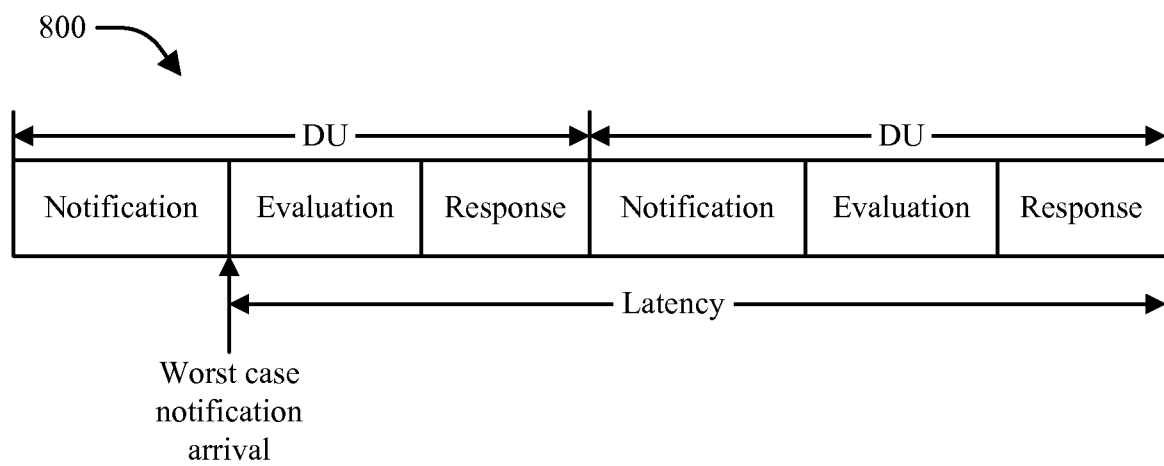 800
DU DU
Notification Evaluation Response Notification Evaluation Response
Latency
Worst case
notification
arrival